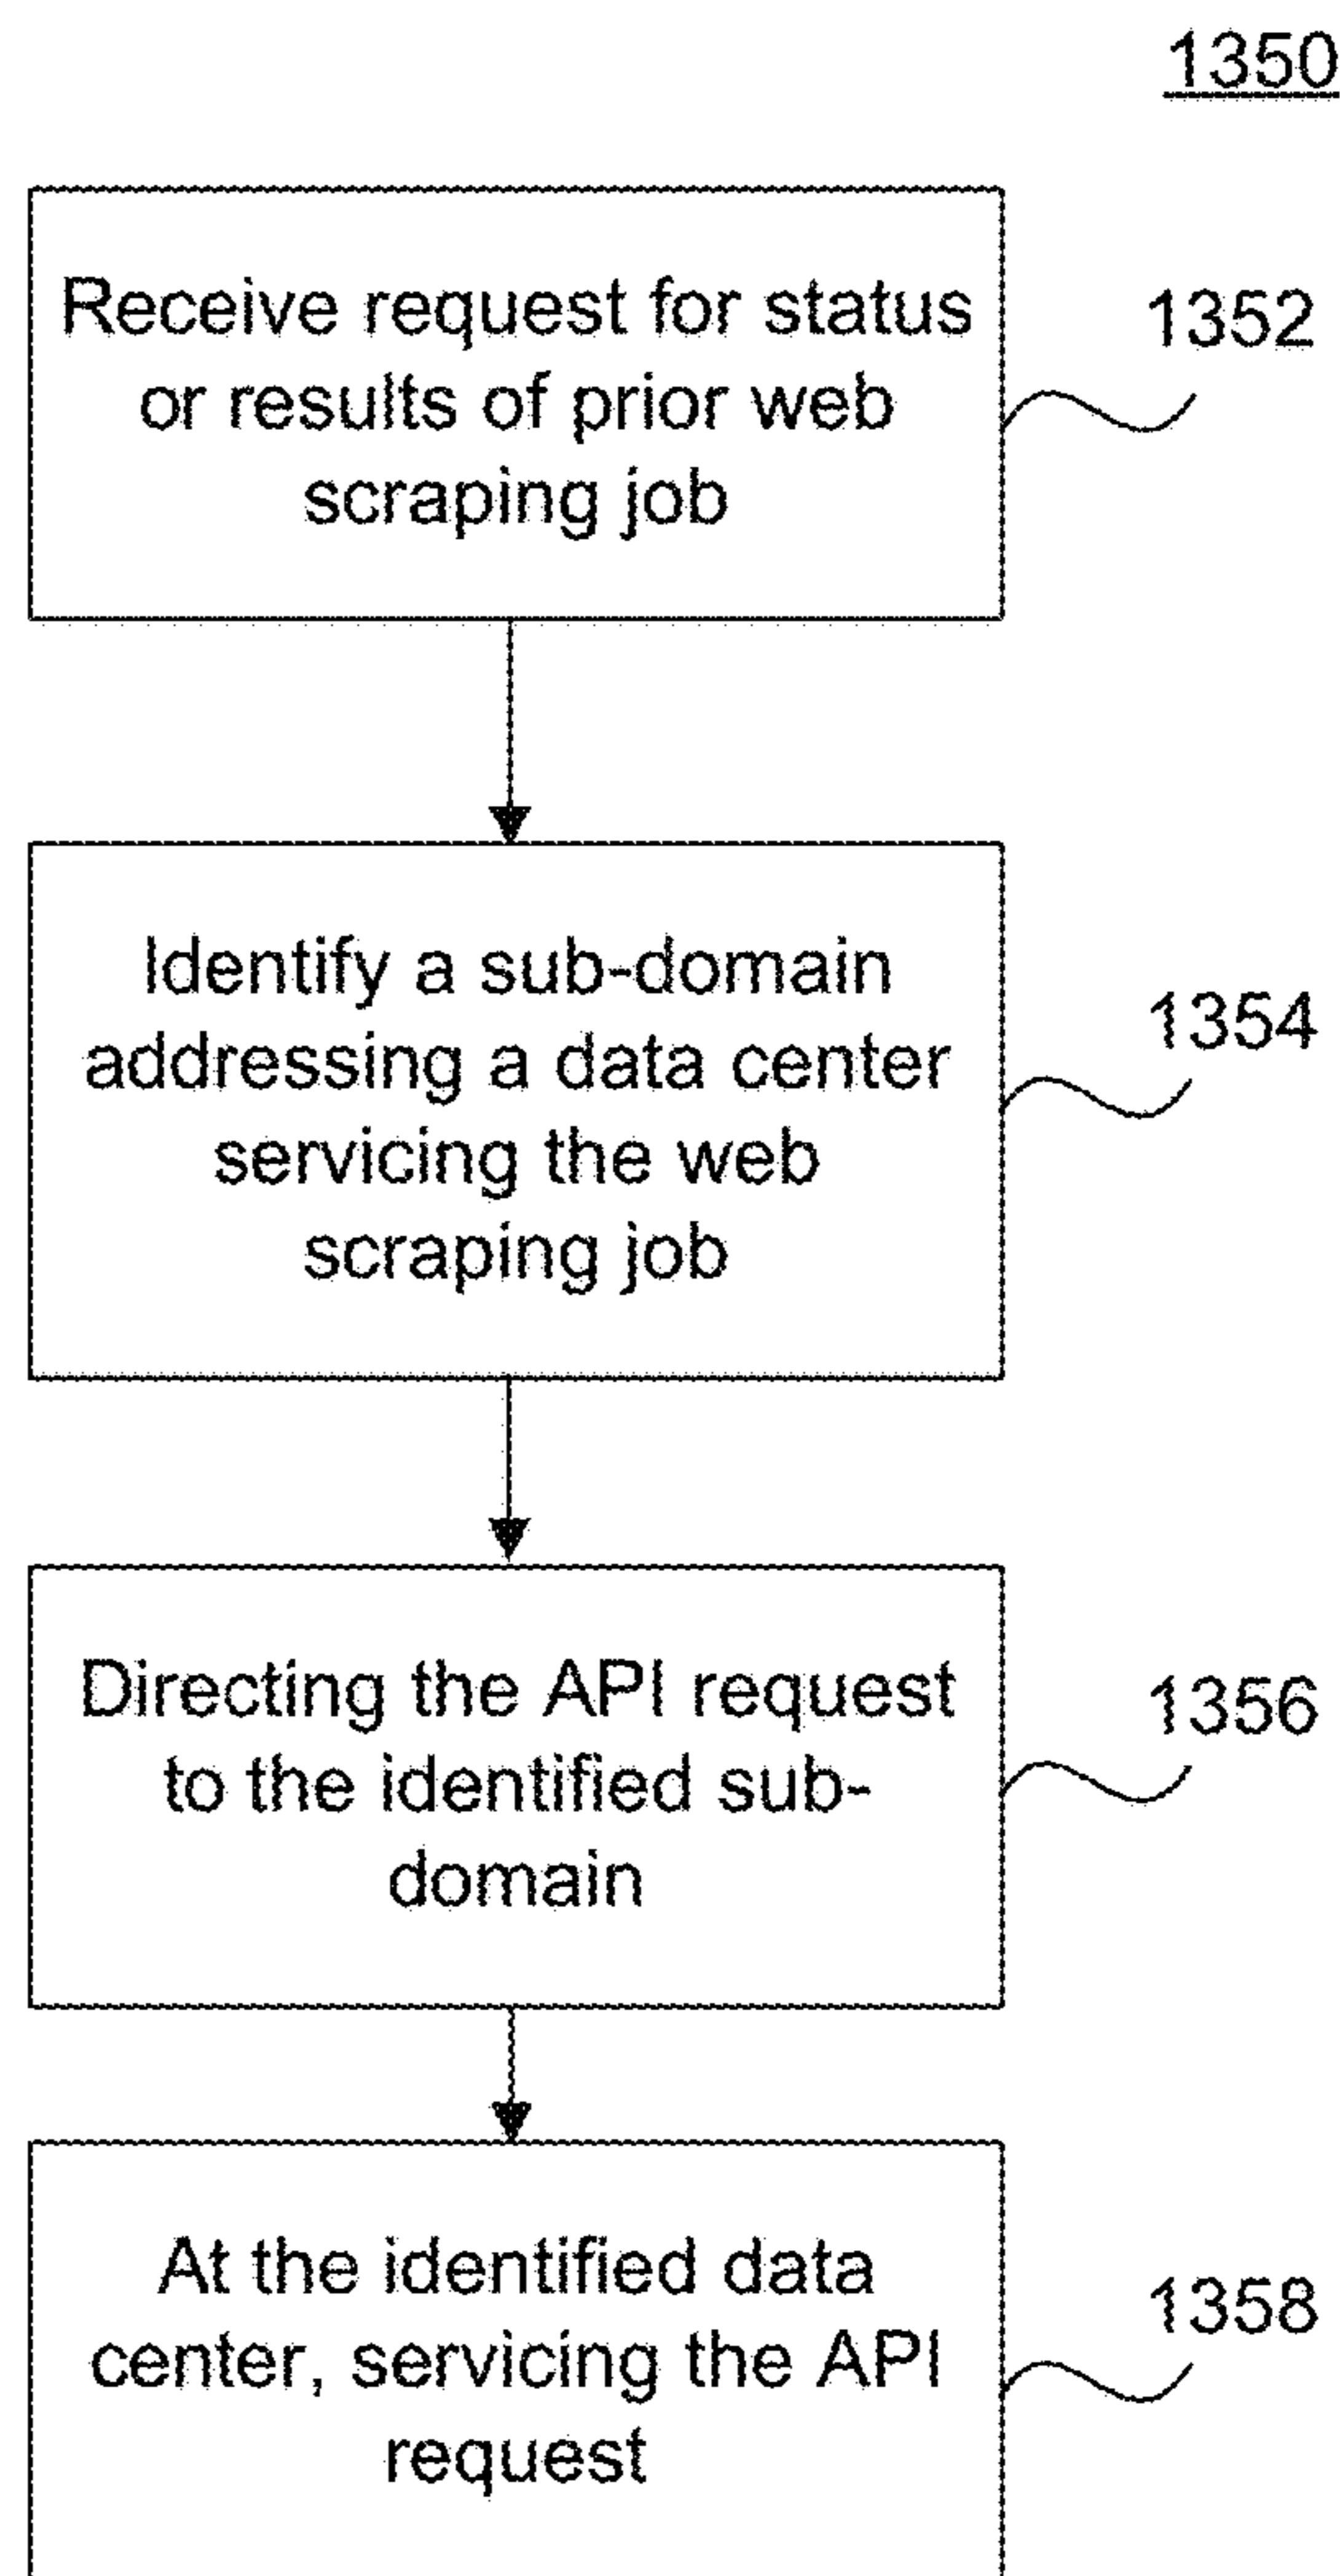 1350
Receive request for status
or results of prior web
scraping job
1352
Identify a sub-domain
addressing a data center
servicing the web
scraping job
1354
Directing the API request
to the identified sub-
domain
1356
At the identified data
center, servicing the API
request
1358